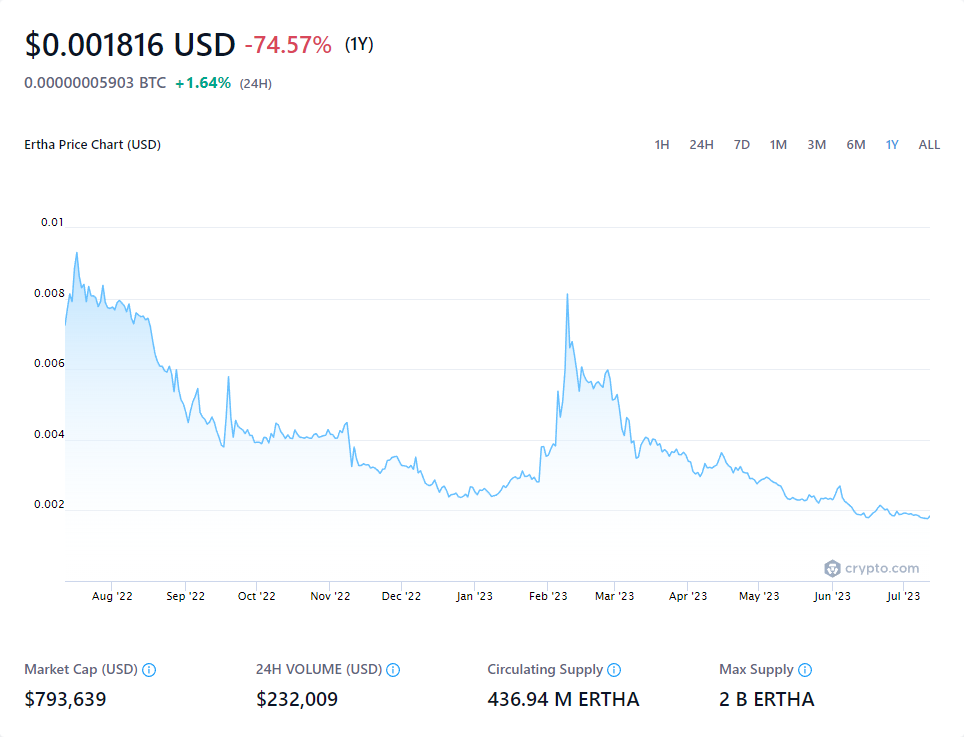 $0.001816 USD -74.57% (1Y)
0.00000005903 BTC +1.64% (24H)
Ertha Price Chart (USD) 1H 24H 7D 1M 3M 6M 1Y ALL
0.01
0.008
0.006
0.004
0.002
crypto.com
Aug '22 Sep '22 Oct '22 Nov '22 Dec '22 Jan '23 Feb '23 Mar '23 Apr '23 May '23 Jun '23 Jul '23
Market Cap (USD) 24H VOLUME (USD) Circulating Supply Max Supply
$793,639 $232,009 436.94 M ERTHA 2 B ERTHA